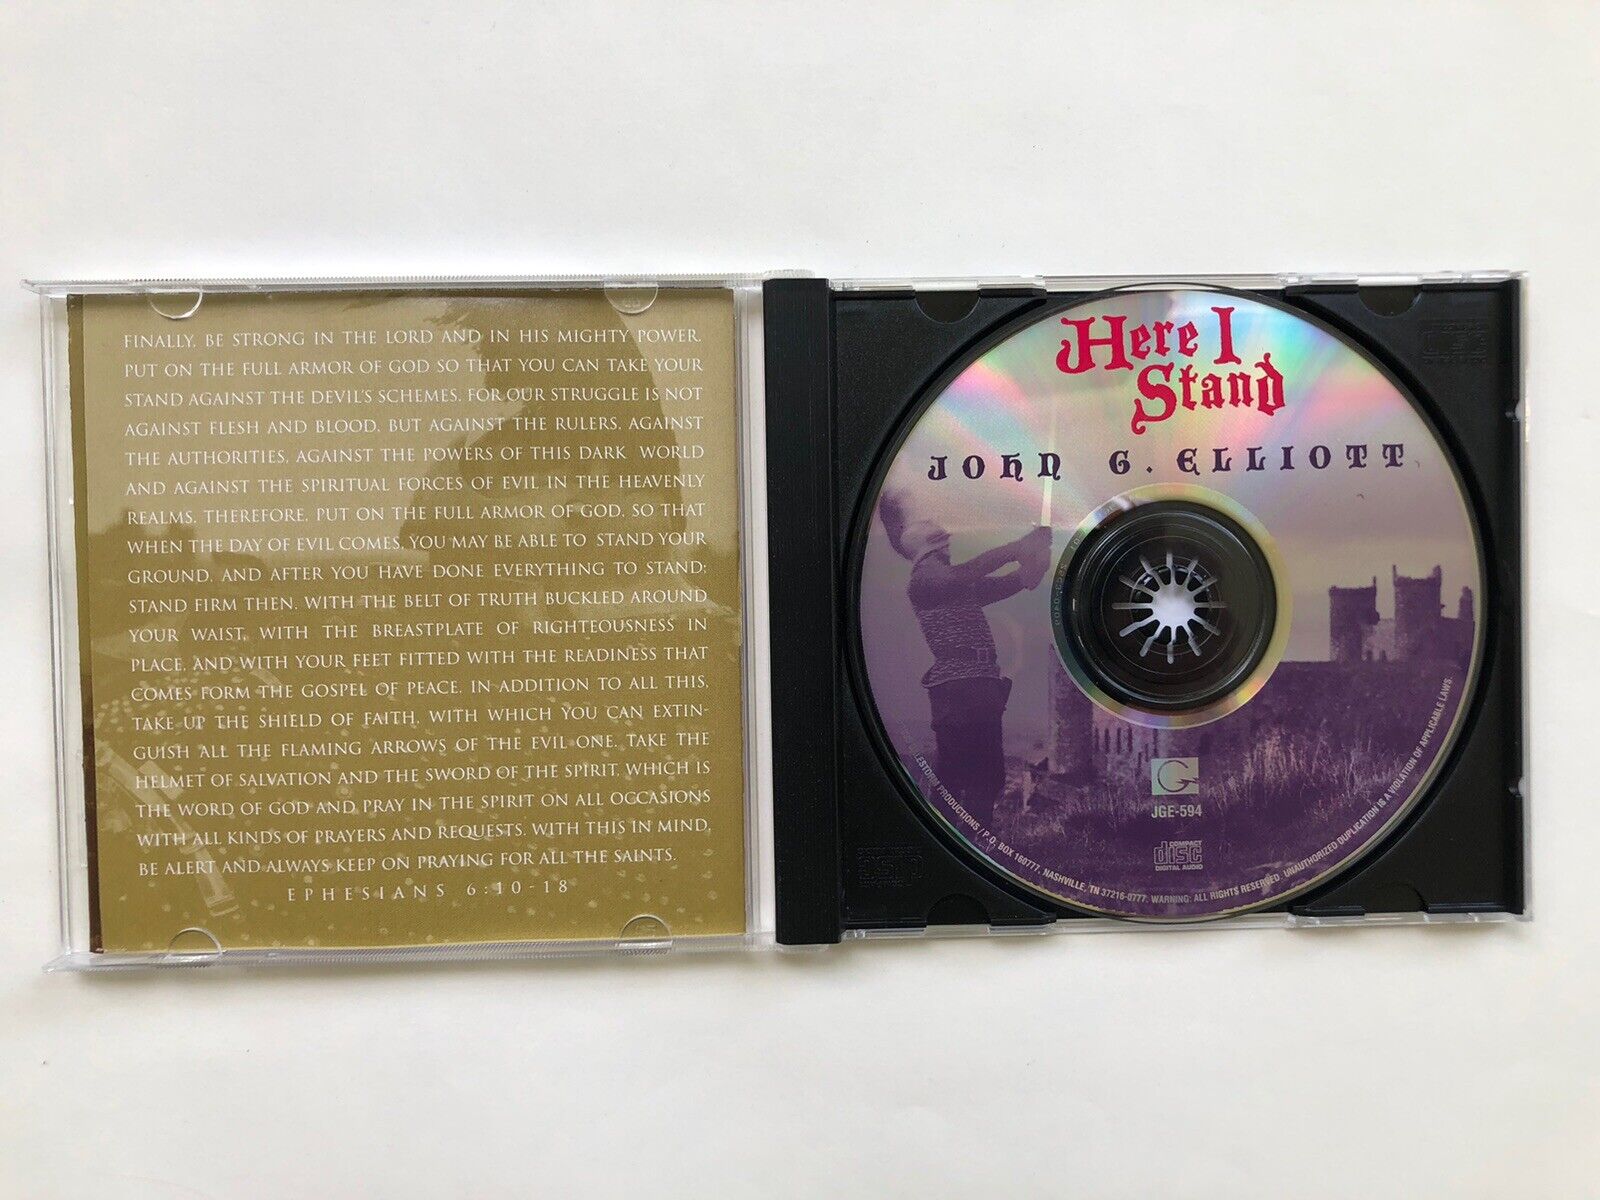 FINALLY, BE STRONG IN THE LORD AND IN HIS MIGHTY POWER.
PUT ON THE FULL ARMOR OF GOD SO THAT YOU CAN TAKE YOUR
STAND AGAINST THE DEVIL'S SCHEMES. FOR OUR STRUGGLE IS NOT
AGAINST FLESH AND BLOOD, BUT AGAINST THE RULERS, AGAINST
THE AUTHORITIES, AGAINST THE POWERS OF THIS DARK WORLD
AND AGAINST THE SPIRITUAL FORCES OF EVIL IN THE HEAVENLY
REALMS. THEREFORE, PUT ON THE FULL ARMOR OF GOD, SO THAT
WHEN THE DAY OF EVIL COMES, YOU MAY BE ABLE TO STAND YOUR
GROUND, AND AFTER YOU HAVE DONE EVERYTHING TO STAND;
STAND FIRM THEN, WITH THE BELT OF TRUTH BUCKLED AROUND
YOUR WAIST, WITH THE BREASTPLATE OF RIGHTEOUSNESS IN
PLACE, AND WITH YOUR FEET FITTED WITH THE READINESS THAT
COMES FORM THE GOSPEL OF PEACE. IN ADDITION TO ALL THIS,
TAKE UP THE SHIELD OF FAITH, WITH WHICH YOU CAN EXTIN-
GUISH ALL THE FLAMING ARROWS OF THE EVIL ONE. TAKE THE
HELMET OF SALVATION AND THE SWORD OF THE SPIRIT, WHICH IS
THE WORD OF GOD AND PRAY IN THE SPIRIT ON ALL OCCASIONS
WITH ALL KINDS OF PRAYERS AND REQUESTS. WITH THIS IN MIND,
BE ALERT AND ALWAYS KEEP ON PRAYING FOR ALL THE SAINTS.
EPHESIANS 6:10-18
Here I
Stand
JOHN G. ELLIOTT
G
JGE-594
COMPACT
disc
DIGITAL AUDIO
PRODUCTIONS / P.O. BOX 160777, NASHVILLE, TN 37216-0777. WARNING: ALL RIGHTS RESERVED. UNAUTHORIZED DUPLICATION IS A VIOLATION OF APPLICABLE LAWS.